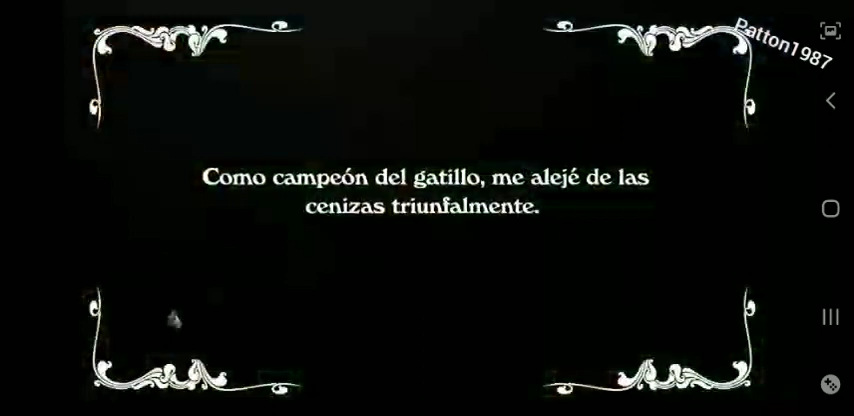 Patton1987
Como campeón del gatillo, me alejé de las
cenizas triunfalmente.